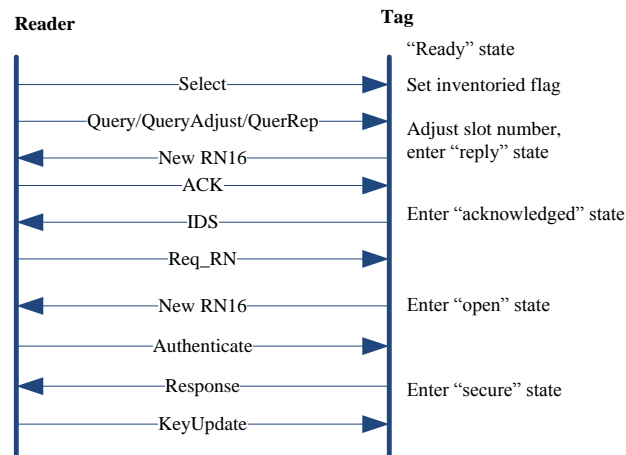 Reader
Tag
“Ready” state
Select
Set inventoried flag
Query/QueryAdjust/QuerRep
Adjust slot number,
enter “reply” state
New RN16
ACK
IDS
Enter “acknowledged” state
Req_RN
New RN16
Enter “open” state
Authenticate
Response
Enter “secure” state
KeyUpdate